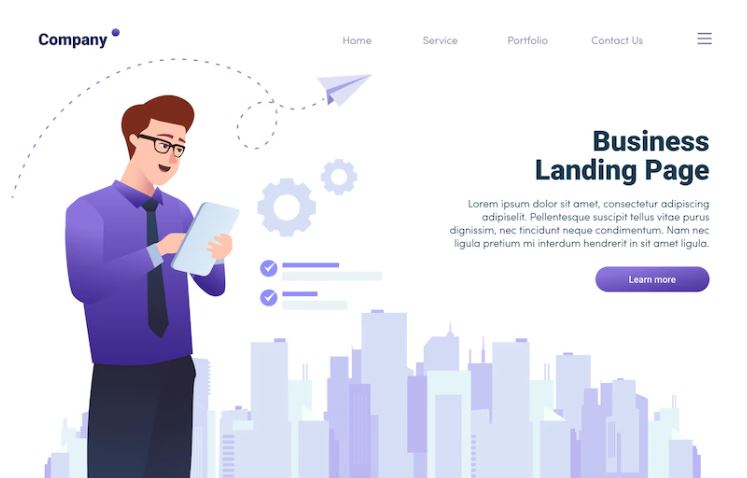 Company
Home
Service
Portfolio
Contact Us
Business
Landing Page
Lorem ipsum dolor sit amet, consectetur adipiscing
adipiselit. Pellentesque suscipit tellus vitae purus
dignissim, nec tincidunt neque condimentum. Nam nec
ligula pretium mi interdum hendrerit in sit amet ligula.
Learn more